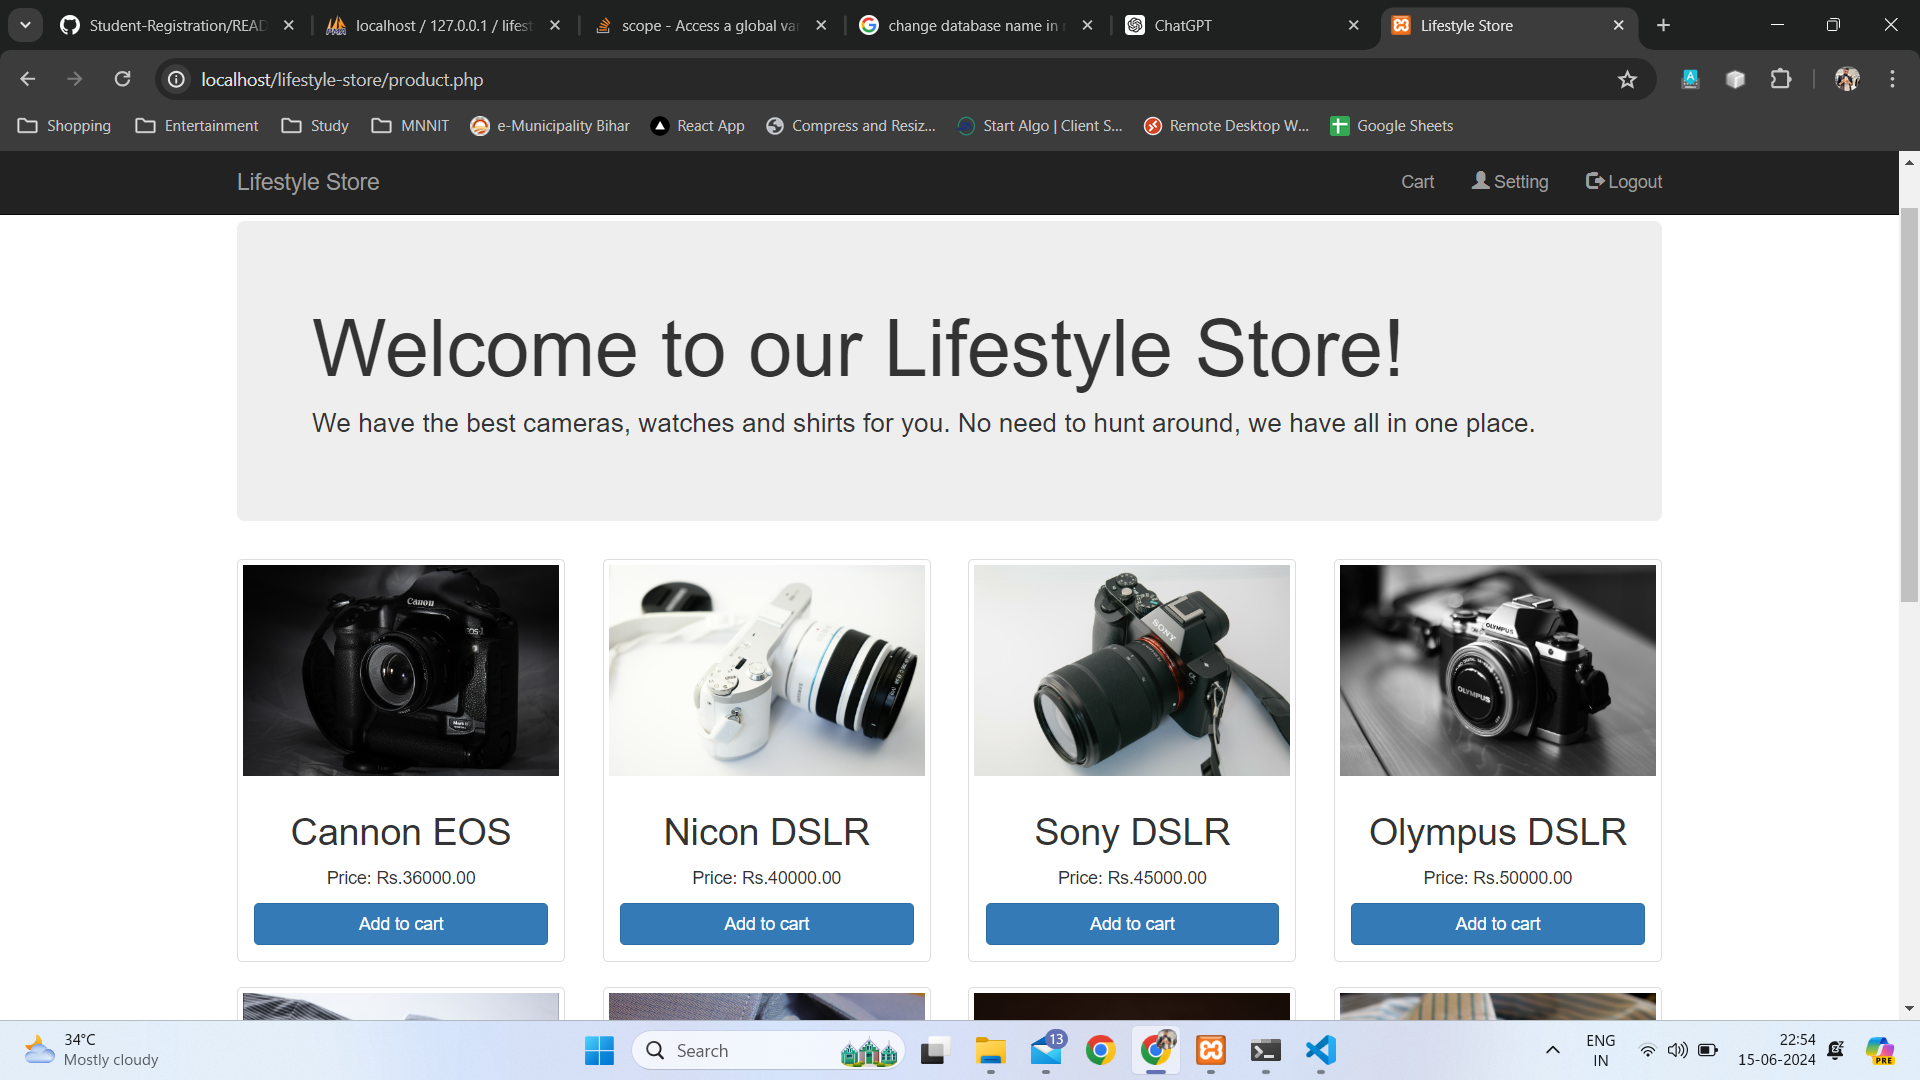 Student-Registration/READ
localhost / 127.0.0.1 / lifest
scope - Access a global va
change database name in
ChatGPT
Lifestyle Store
localhost/lifestyle-store/product.php
Shopping
Entertainment
Study
MNNIT
e-Municipality Bihar
React App
Compress and Resiz...
Start Algo | Client S...
Remote Desktop W...
Google Sheets
Lifestyle Store
Cart
Setting
Logout
Welcome to our Lifestyle Store!
We have the best cameras, watches and shirts for you. No need to hunt around, we have all in one place.
Canon
SONY
OLYMPUS
OLYMPUS
Cannon EOS
Nicon DSLR
Sony DSLR
Olympus DSLR
Price: Rs.36000.00
Price: Rs.40000.00
Price: Rs.45000.00
Price: Rs.50000.00
Add to cart
Add to cart
Add to cart
Add to cart
34°C
Mostly cloudy
Search
13
ENG
IN
22:54
15-06-2024
PRE